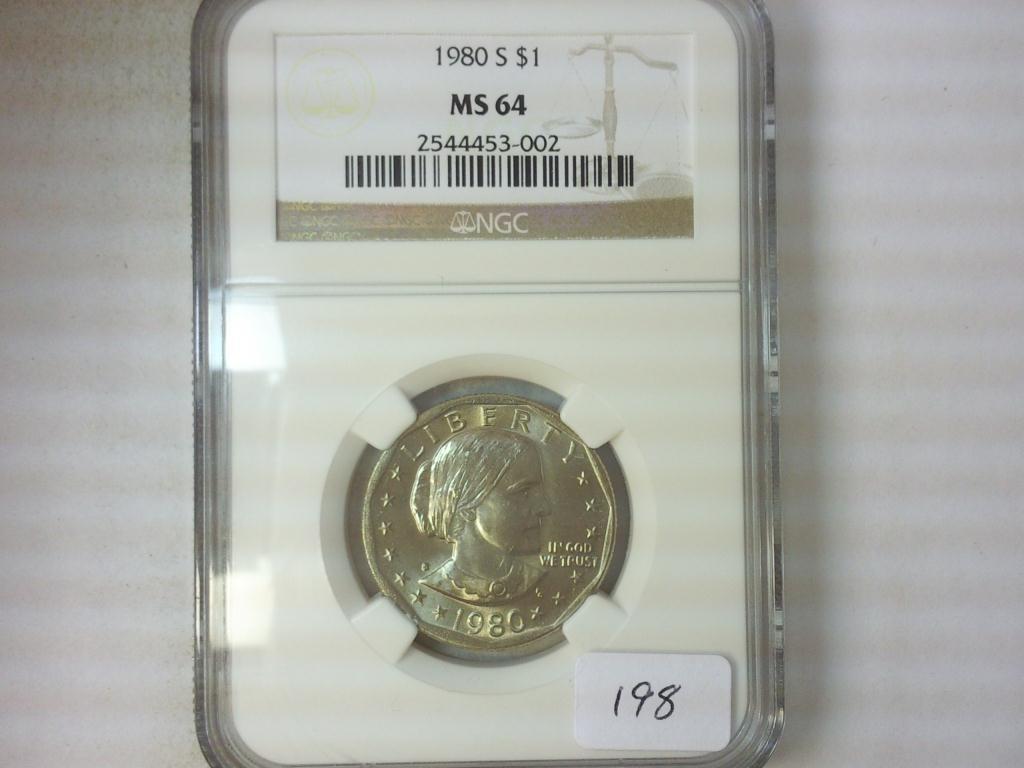 1980 S $1
MS 64
2544453-002
NGC
LIBERTY
IN GOD
WE TRUST
1980
198